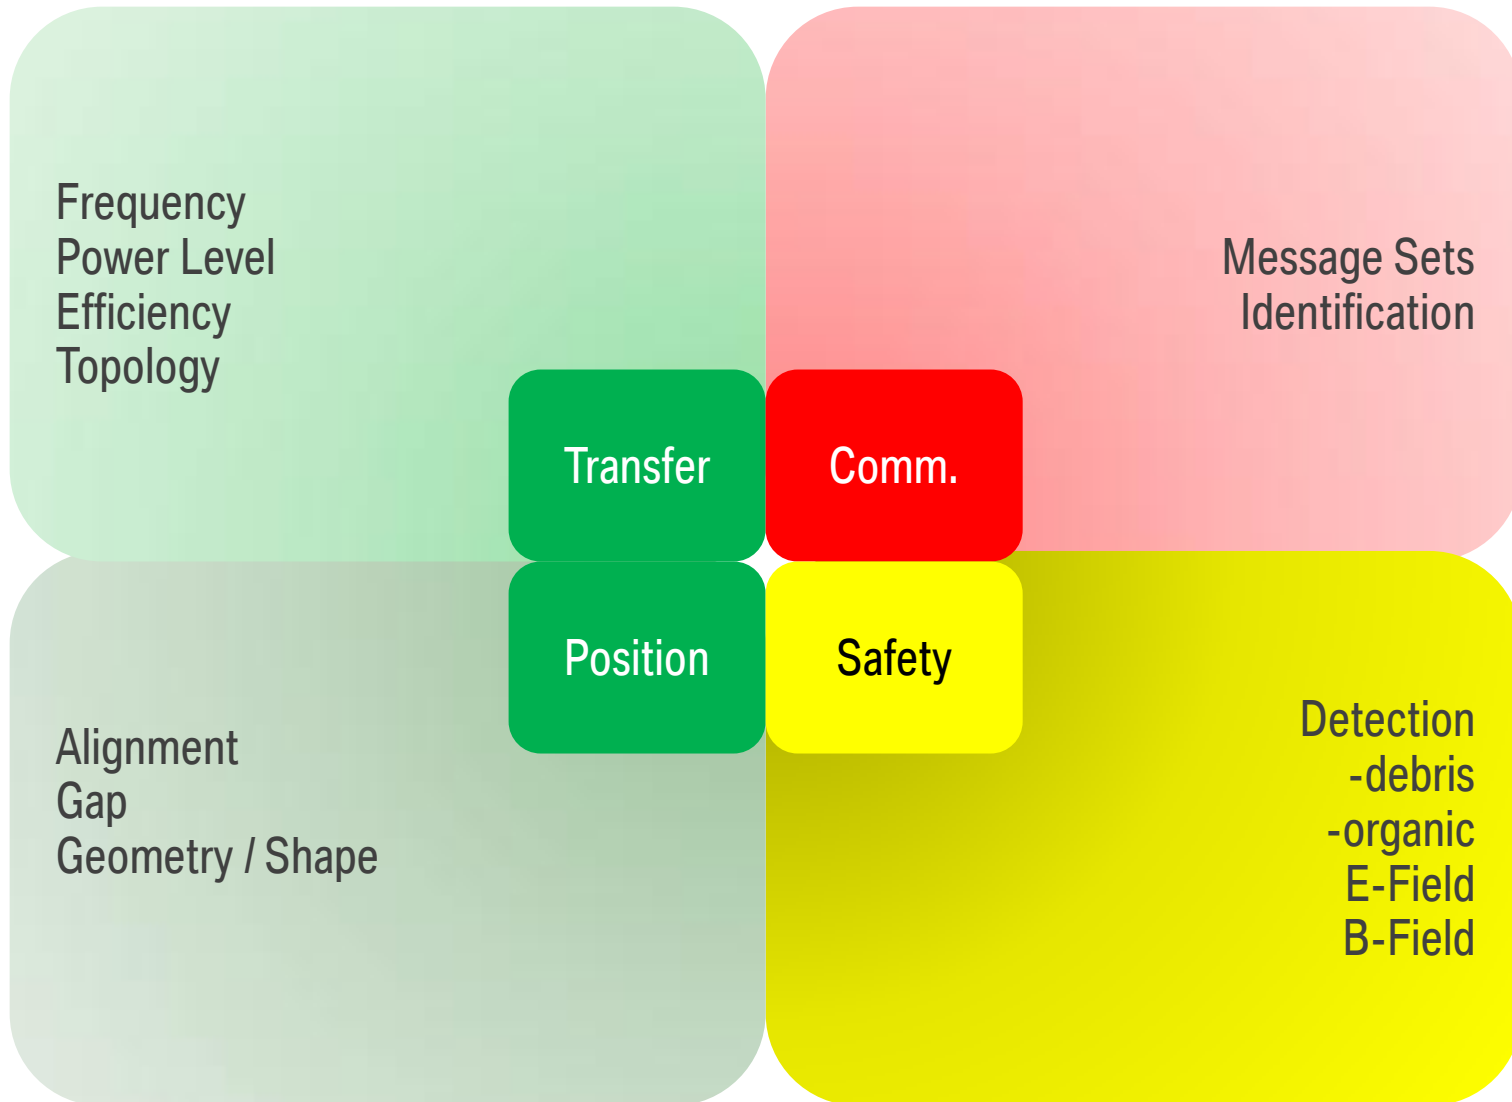 Frequency
Power Level
Efficiency
Topology
Message Sets
Identification
Transfer
Comm.
Position
Safety
Alignment
Gap
Geometry / Shape
Detection
-debris
-organic
E-Field
B-Field